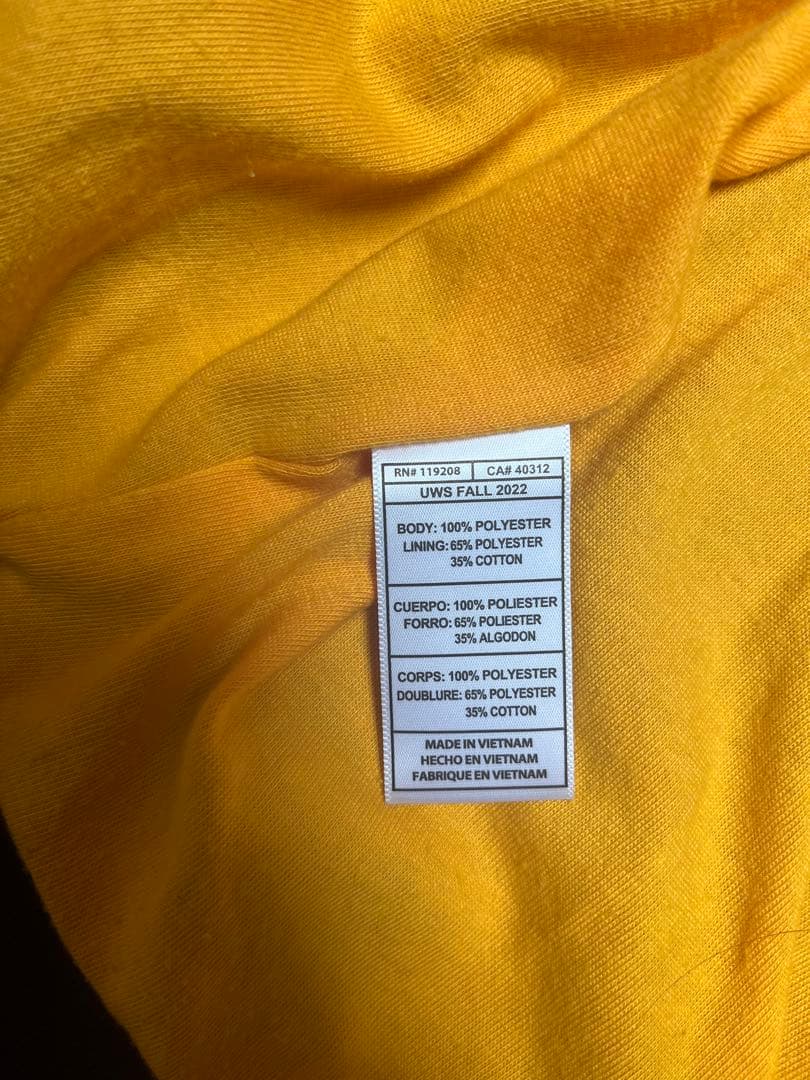 RN# 119208 CA# 40312
UWS FALL 2022
BODY: 100% POLYESTER
LINING: 65% POLYESTER
35% COTTON
CUERPO: 100% POLIESTER
FORRO: 65% POLIESTER
35% ALGODON
CORPS: 100% POLYESTER
DOUBLURE: 65% POLYESTER
35% COTTON
MADE IN VIETNAM
HECHO EN VIETNAM
FABRIQUE EN VIETNAM